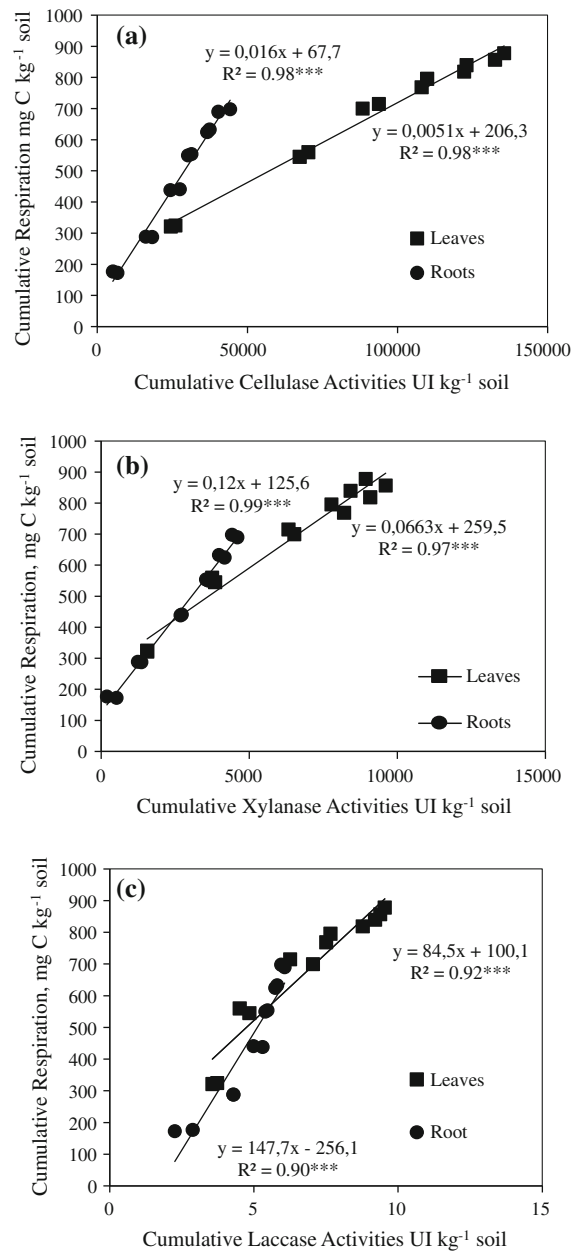 (a)
y = 0,016x + 67,7
R² = 0.98***
y = 0,0051x + 206,3
R² = 0.98***
Leaves
Roots
1000
900
800
700
600
500
400
300
200
100
0
0 50000 100000 150000
Cumulative Respiration mg C kg⁻¹ soil
Cumulative Cellulase Activities UI kg⁻¹ soil
(b)
y = 0,12x + 125,6
R² = 0.99***
y = 0,0663x + 259,5
R² = 0.97***
Leaves
Roots
1000
900
800
700
600
500
400
300
200
100
0
0 5000 10000 15000
Cumulative Respiration, mg C kg⁻¹ soil
Cumulative Xylanase Activities UI kg⁻¹ soil
(c)
y = 84,5x + 100,1
R² = 0.92***
Leaves
Root
y = 147,7x - 256,1
R² = 0.90***
1000
900
800
700
600
500
400
300
200
100
0
0 5 10 15
Cumulative Respiration, mg C kg⁻¹ soil
Cumulative Laccase Activities UI kg⁻¹ soil